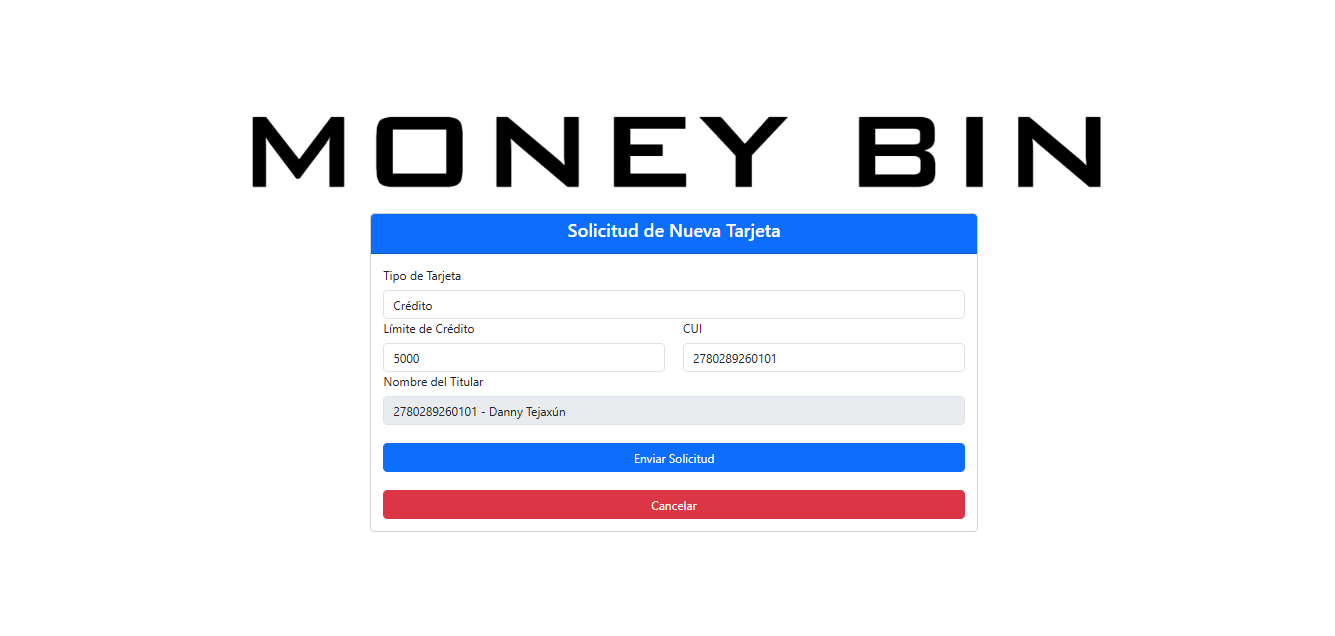 MONEY BIN
Solicitud de Nueva Tarjeta
Tipo de Tarjeta
Crédito
Límite de Crédito
CUI
5000
2780289260101
Nombre del Titular
2780289260101 - Danny Tejaxún
Enviar Solicitud
Cancelar